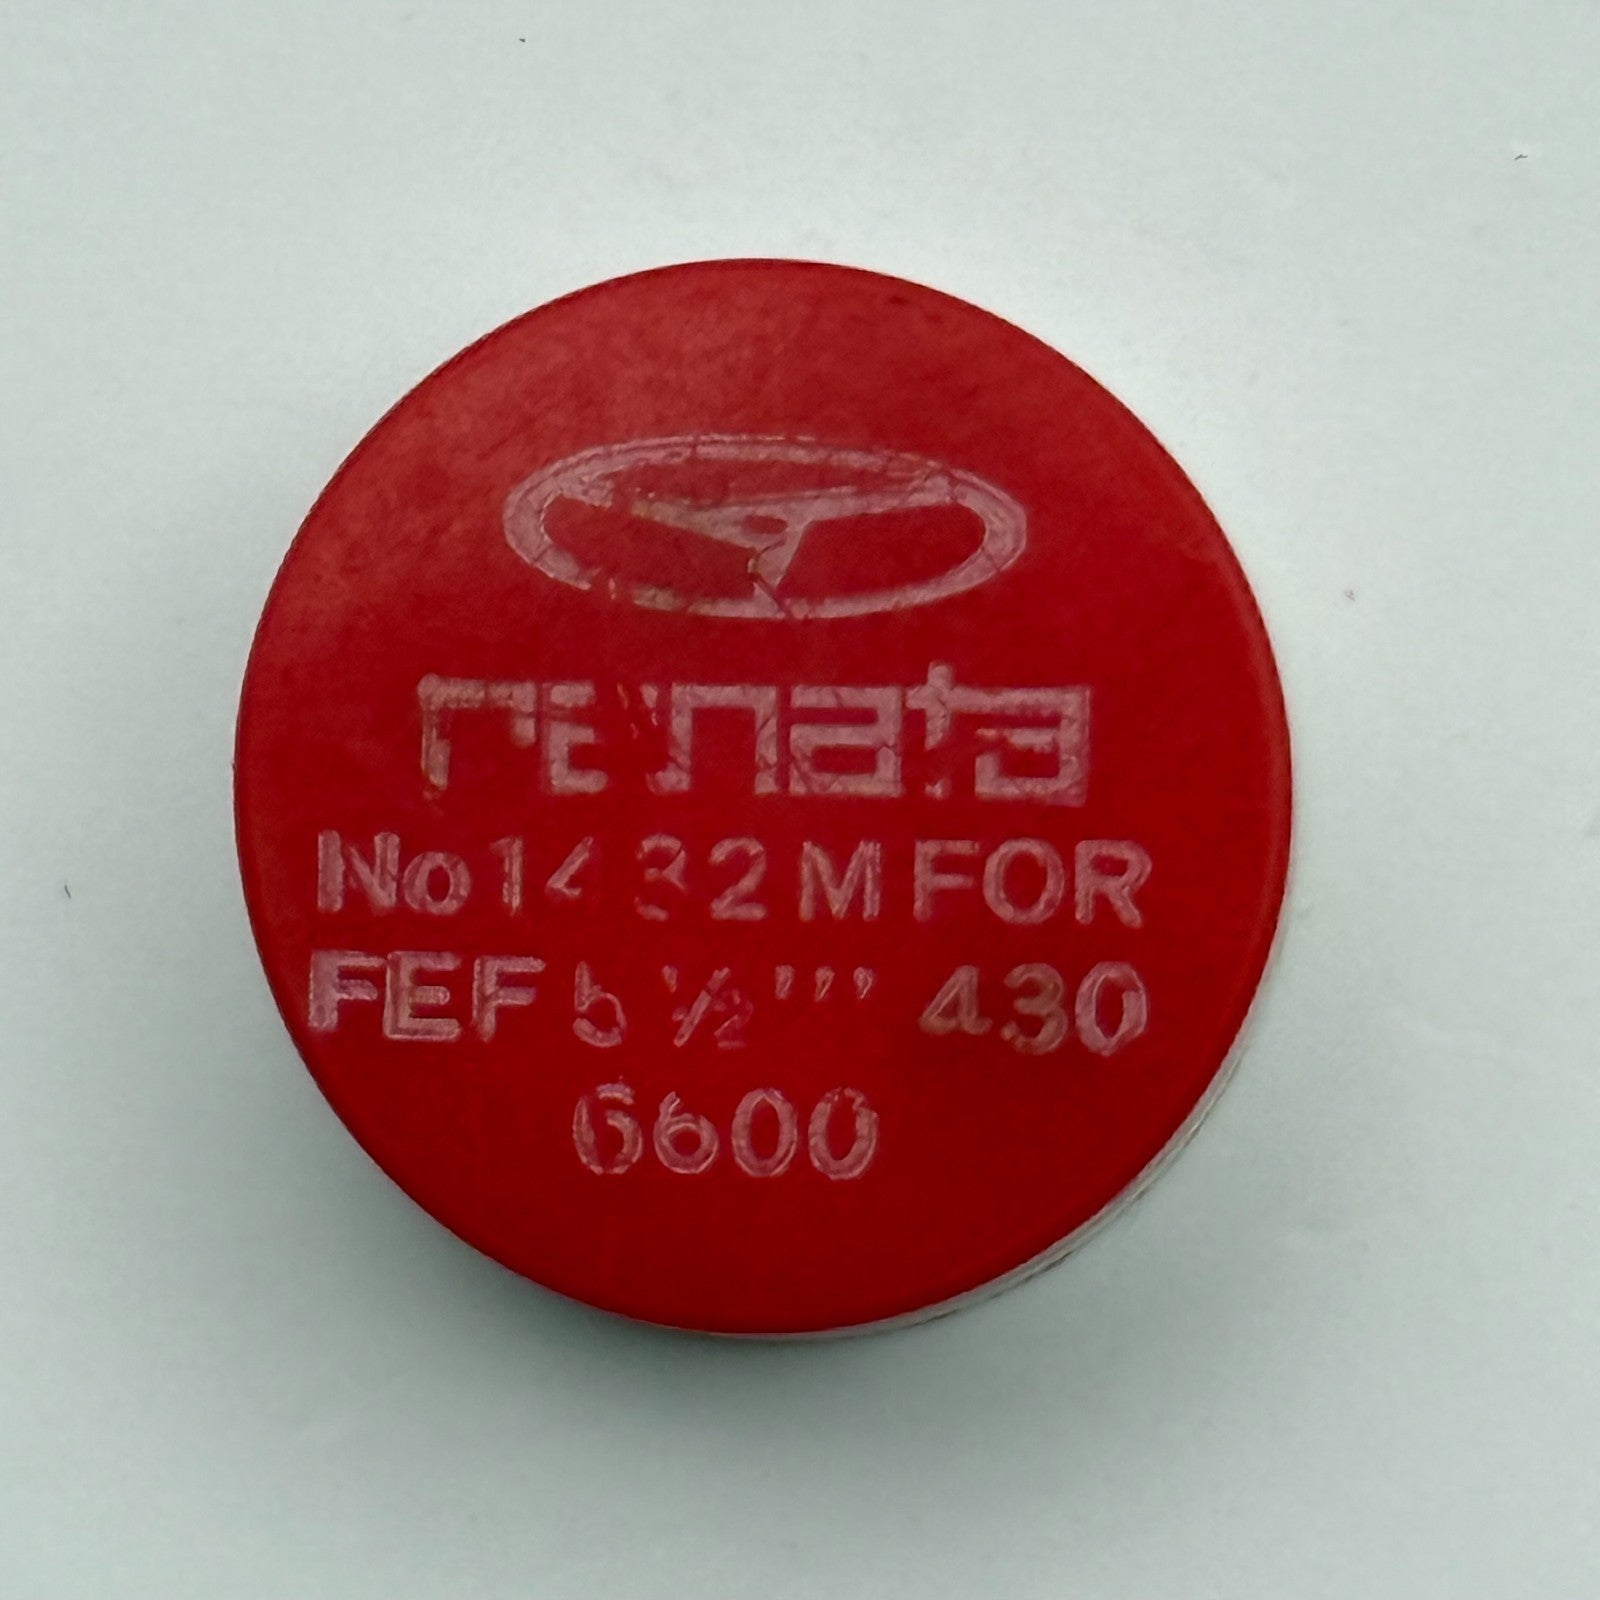 renata
No 1432 M FOR
FEF 5 ½ ''' 430
6600